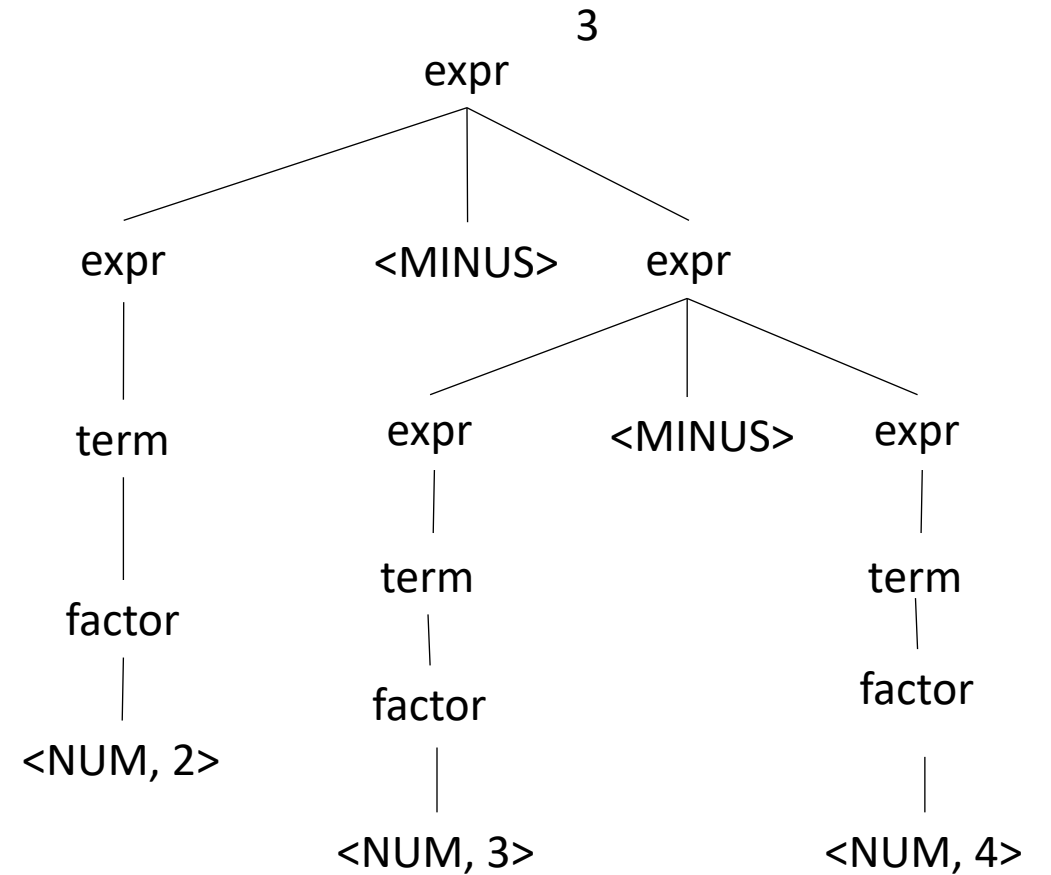 3
expr
expr <MINUS> expr
term expr <MINUS> expr
term term
factor
factor factor
<NUM, 2>
<NUM, 3> <NUM, 4>